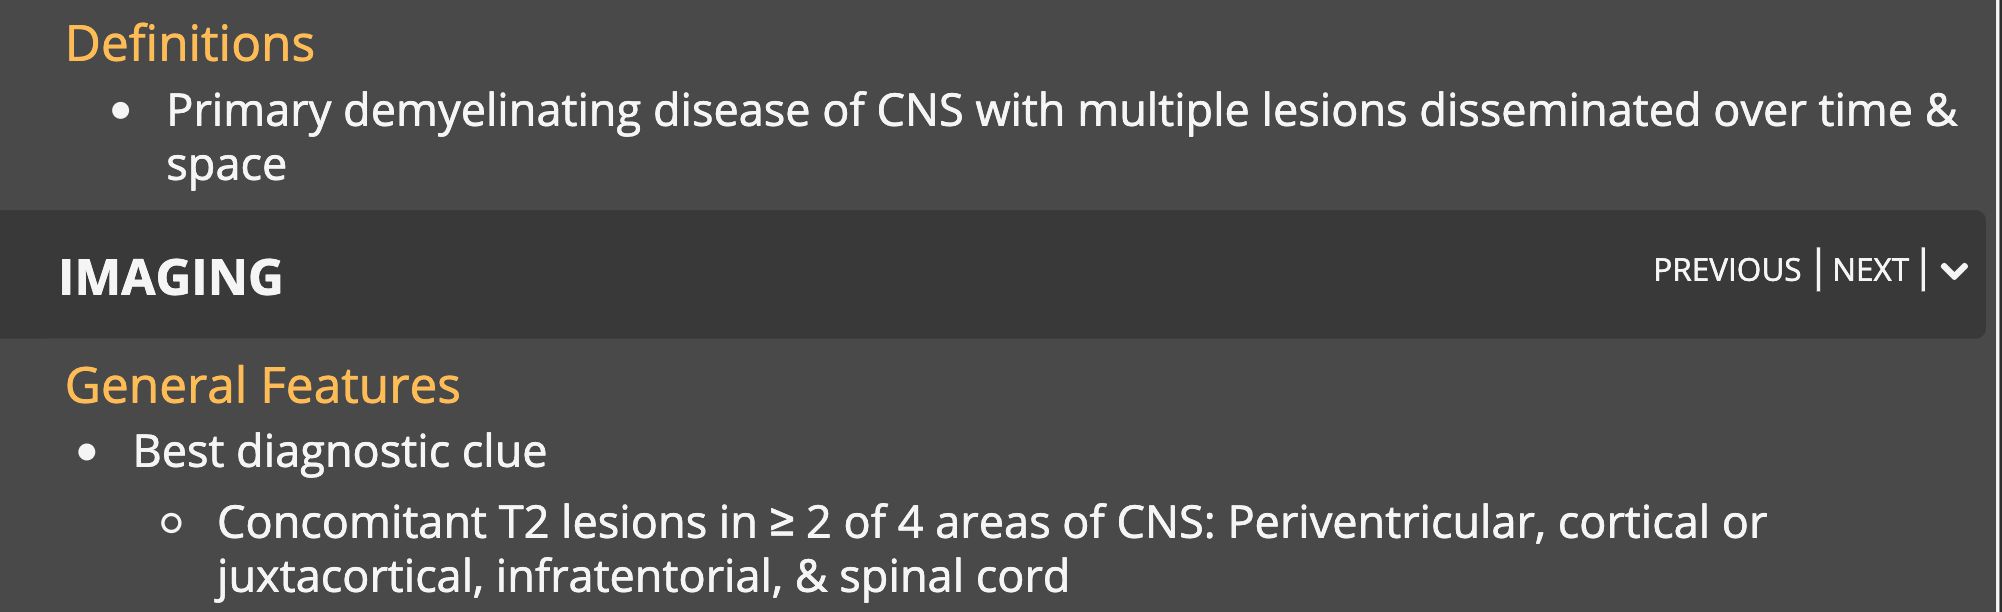 Definitions
• Primary demyelinating disease of CNS with multiple lesions disseminated over time &
space
IMAGING
PREVIOUS | NEXT |
General Features
• Best diagnostic clue
○ Concomitant T2 lesions in ≥ 2 of 4 areas of CNS: Periventricular, cortical or
juxtacortical, infratentorial, & spinal cord